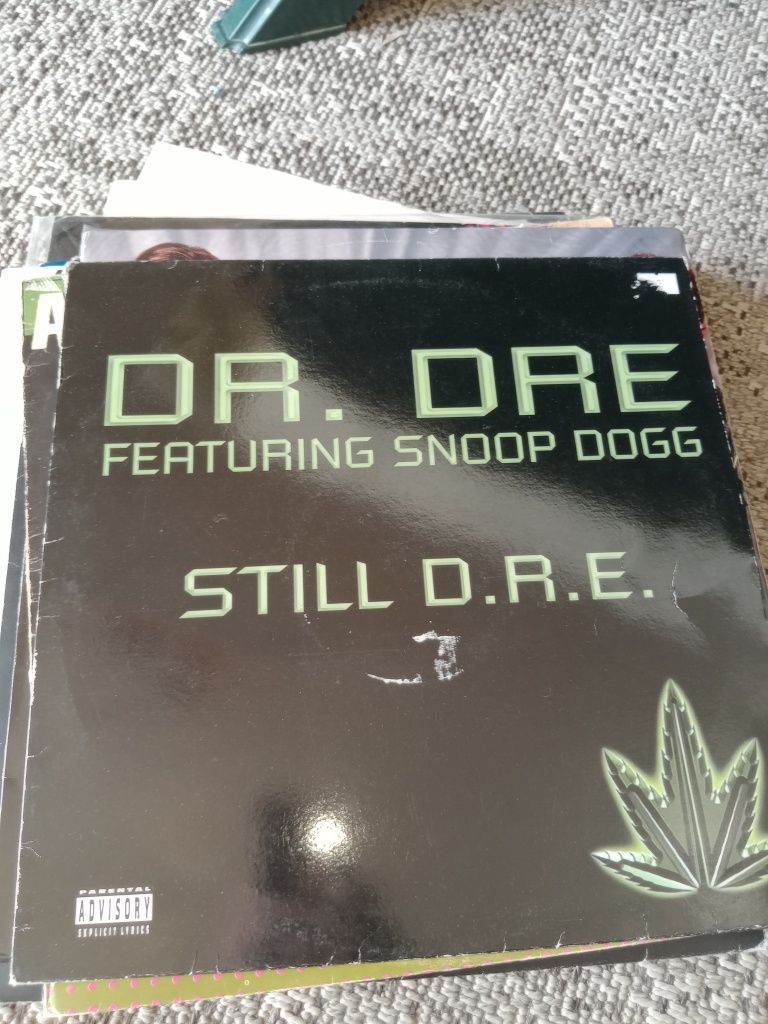 A
DR. DRE
FEATURING SNOOP DOGG
STILL D.R.E.
PARENTAL
ADVISORY
EXPLICIT LYRICS